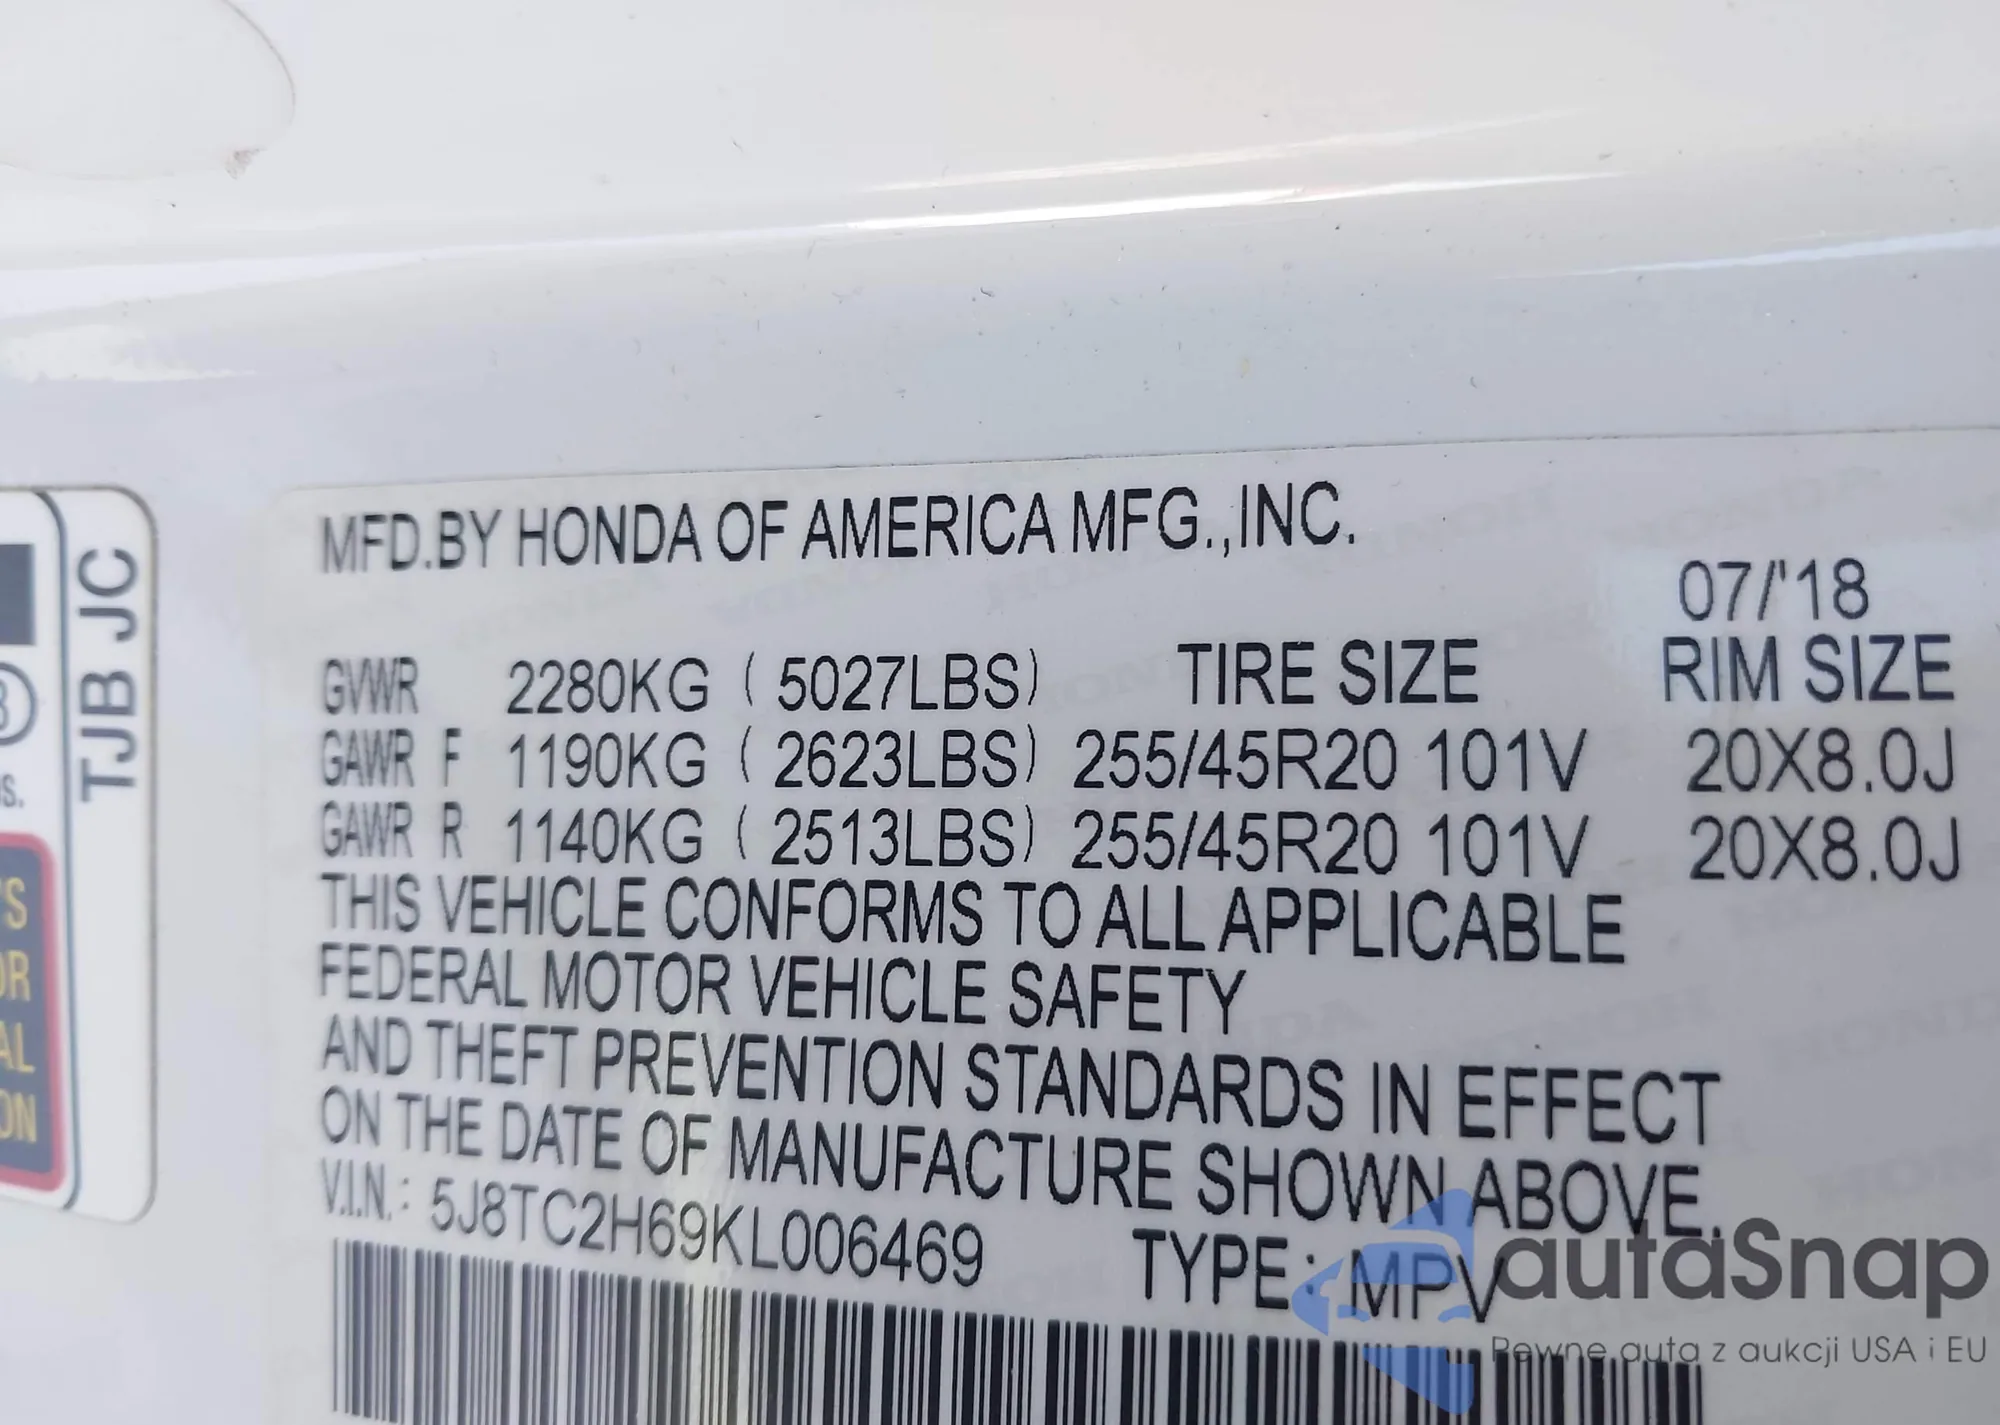 MFD.BY HONDA OF AMERICA MFG.,INC.
07/'18
GVWR 2280KG ( 5027LBS) TIRE SIZE RIM SIZE
GAWR F 1190KG ( 2623LBS) 255/45R20 101V 20X8.0J
GAWR R 1140KG ( 2513LBS) 255/45R20 101V 20X8.0J
THIS VEHICLE CONFORMS TO ALL APPLICABLE
FEDERAL MOTOR VEHICLE SAFETY
AND THEFT PREVENTION STANDARDS IN EFFECT
ON THE DATE OF MANUFACTURE SHOWN ABOVE.
V.I.N.: 5J8TC2H69KL006469 TYPE: MPV
TJB JC
autaSnap
Pewne auta z aukcji USA i EU